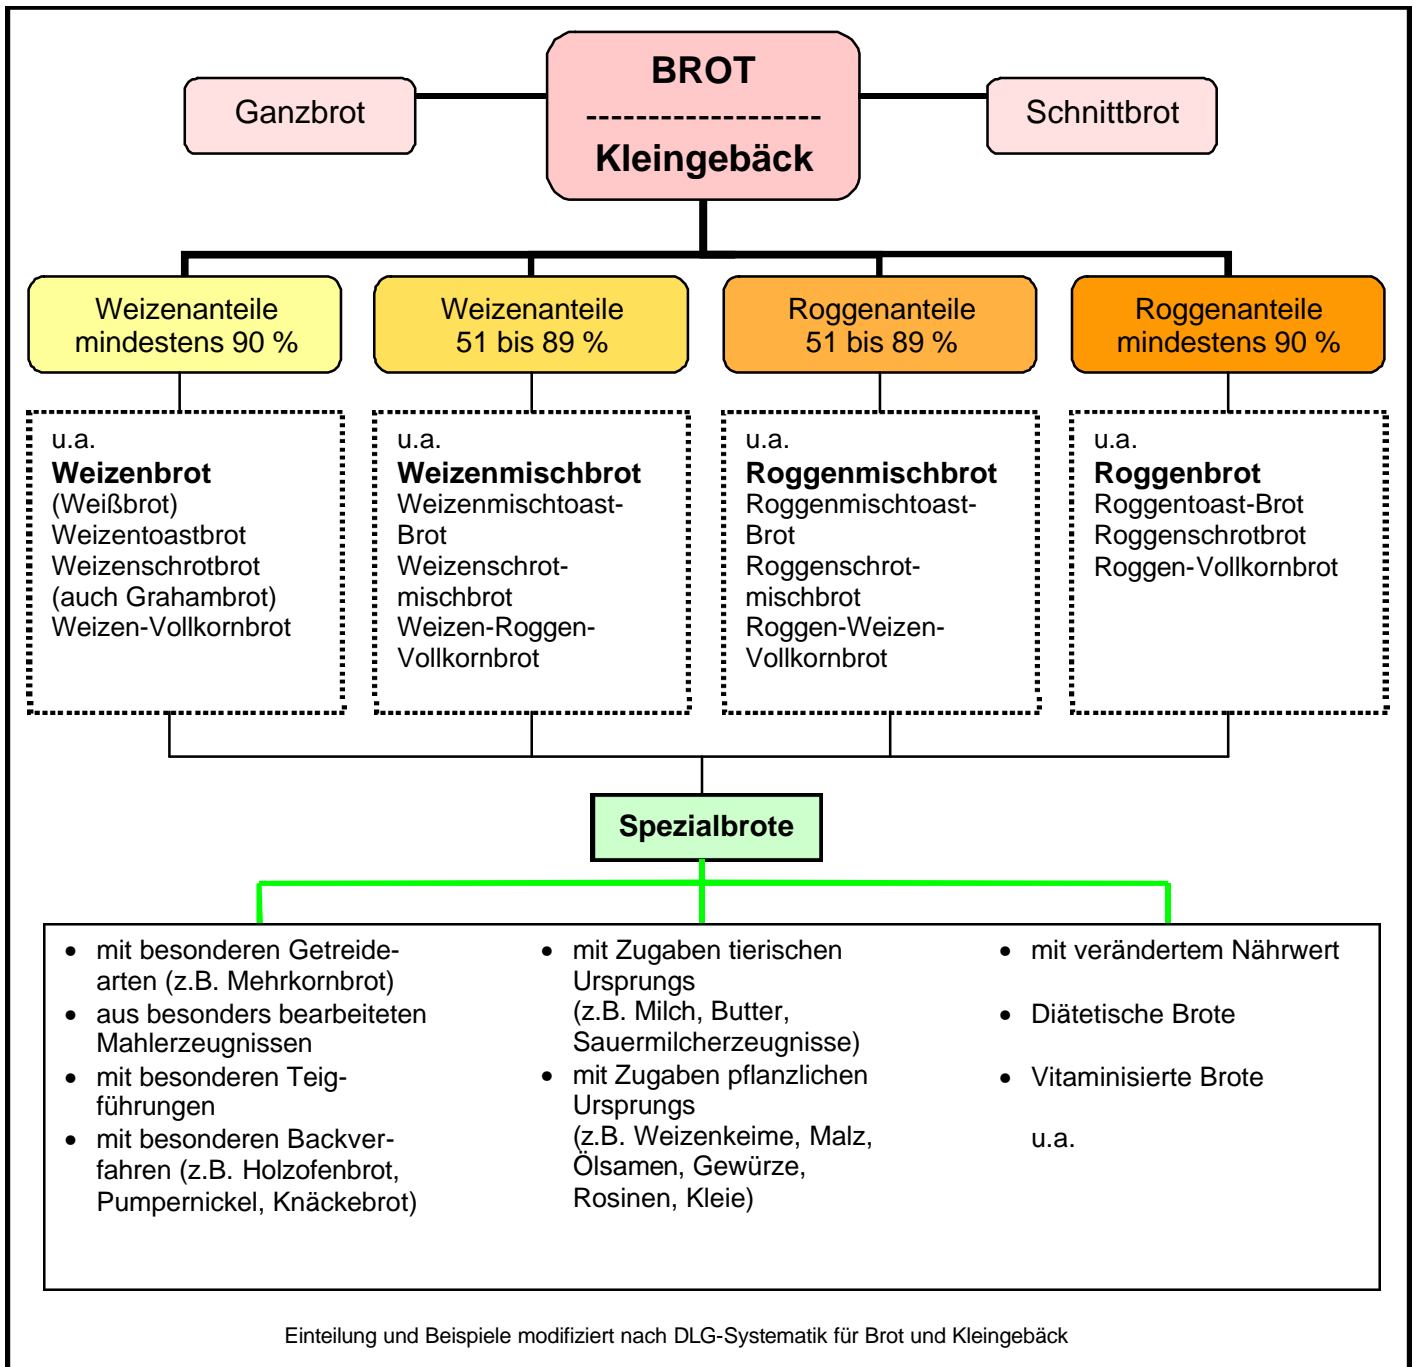 BROT
-------------------
Kleingebäck
Ganzbrot
Schnittbrot
Weizenanteile
mindestens 90 %
Weizenanteile
51 bis 89 %
Roggenanteile
51 bis 89 %
Roggenanteile
mindestens 90 %
u.a.
Weizenbrot
(Weißbrot)
Weizentoastbrot
Weizenschrotbrot
(auch Grahambrot)
Weizen-Vollkornbrot
u.a.
Weizenmischbrot
Weizenmischtoast-
Brot
Weizenschrot-
mischbrot
Weizen-Roggen-
Vollkornbrot
u.a.
Roggenmischbrot
Roggenmischtoast-
Brot
Roggenschrot-
mischbrot
Roggen-Weizen-
Vollkornbrot
u.a.
Roggenbrot
Roggentoast-Brot
Roggenschrotbrot
Roggen-Vollkornbrot
Spezialbrote
• mit besonderen Getreide-
arten (z.B. Mehrkornbrot)
• aus besonders bearbeiteten
Mahlerzeugnissen
• mit besonderen Teig-
führungen
• mit besonderen Backver-
fahren (z.B. Holzofenbrot,
Pumpernickel, Knäckebrot)
• mit Zugaben tierischen
Ursprungs
(z.B. Milch, Butter,
Sauermilcherzeugnisse)
• mit Zugaben pflanzlichen
Ursprungs
(z.B. Weizenkeime, Malz,
Ölsamen, Gewürze,
Rosinen, Kleie)
• mit verändertem Nährwert
• Diätetische Brote
• Vitaminisierte Brote
u.a.
Einteilung und Beispiele modifiziert nach DLG-Systematik für Brot und Kleingebäck